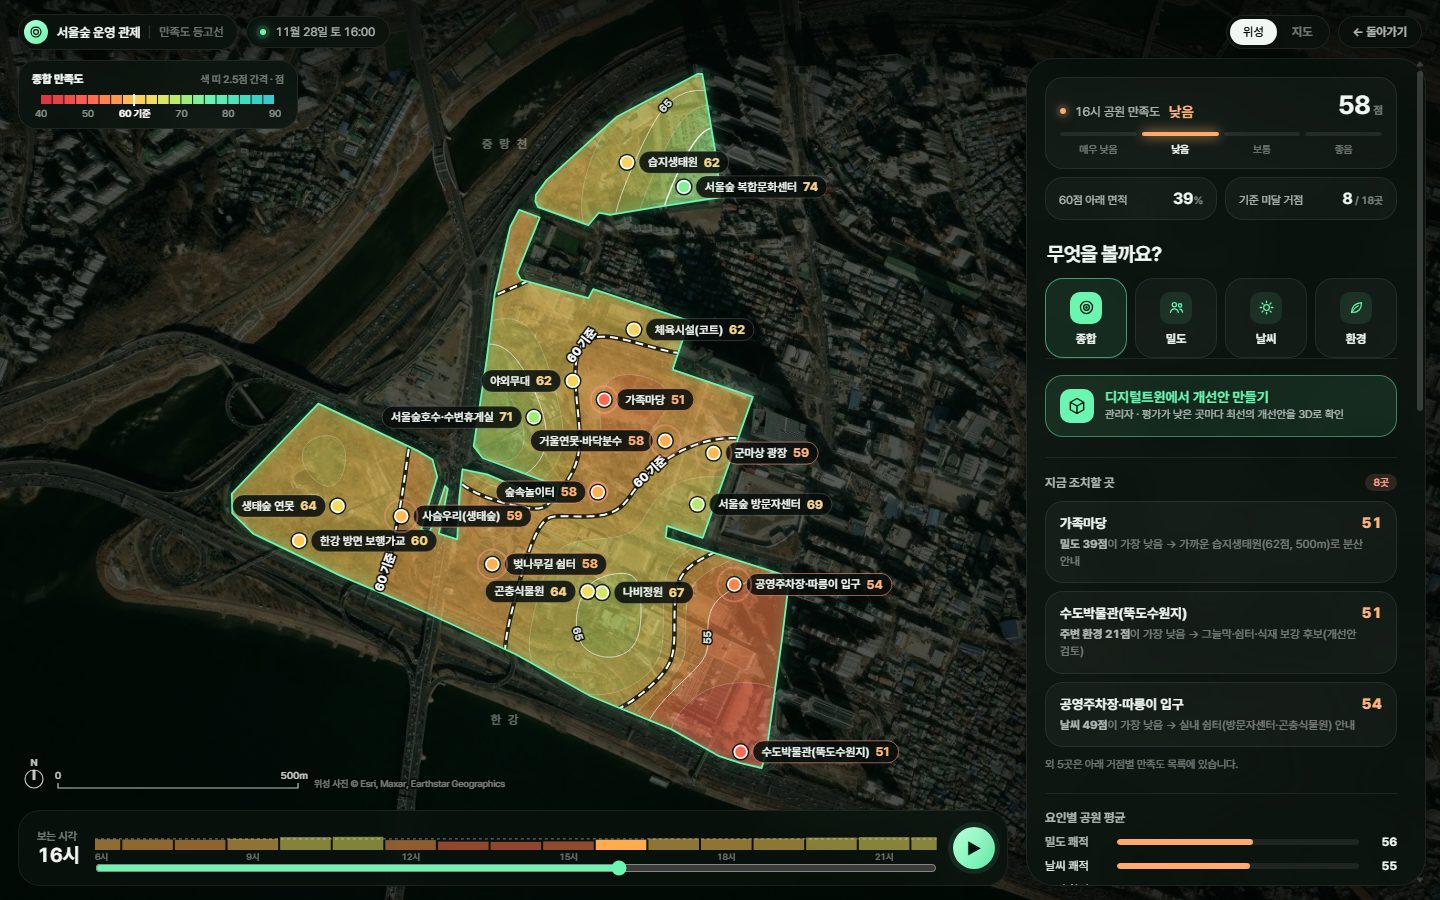 서울숲 운영 관제 만족도 등고선
11월 28일 토 16:00
위성 지도
← 돌아가기
종합 만족도 색 띠 2.5점 간격 · 점
40 50 60 기준 70 80 90
중랑천
65
습지생태원 62
서울숲 복합문화센터 74
체육시설(코트) 62
60 기준
야외무대 62
가족마당 51
서울숲호수·수변휴게실 71
거울연못·바닥분수 58
군마상 광장 59
60 기준
숲속놀이터 58
생태숲 연못 64
사슴우리(생태숲) 59
서울숲 방문자센터 69
한강 방면 보행가교 60
60 기준
벚나무길 쉼터 58
곤충식물원 64
나비정원 67
공영주차장·따릉이 입구 54
65
55
한강
수도박물관(뚝도수원지) 51
N
0 500m
위성 사진 © Esri, Maxar, Earthstar Geographics
보는 시각
16시
6시 9시 12시 15시 18시 21시
16시 공원 만족도 낮음 58점
매우 낮음 낮음 보통 좋음
60점 아래 면적 39%
기준 미달 거점 8 / 18곳
무엇을 볼까요?
종합 밀도 날씨 환경
디지털트윈에서 개선안 만들기
관리자 · 평가가 낮은 곳마다 최선의 개선안을 3D로 확인
지금 조치할 곳 8곳
가족마당 51
밀도 39점이 가장 낮음 → 가까운 습지생태원(62점, 500m)로 분산
안내
수도박물관(뚝도수원지) 51
주변 환경 21점이 가장 낮음 → 그늘막·쉼터·식재 보강 후보(개선안
검토)
공영주차장·따릉이 입구 54
날씨 49점이 가장 낮음 → 실내 쉼터(방문자센터·곤충식물원) 안내
외 5곳은 아래 거점별 만족도 목록에 있습니다.
요인별 공원 평균
밀도 쾌적 56
날씨 쾌적 55